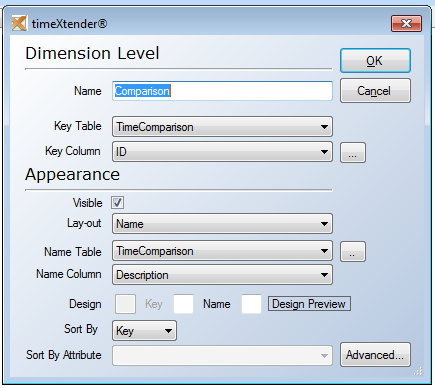 timeXtender®
Dimension Level
OK
Name Comparison
Cancel
Key Table TimeComparison
Key Column ID ...
Appearance
Visible
Lay-out Name
Name Table TimeComparison ..
Name Column Description
Design Key Name Design Preview
Sort By Key
Sort By Attribute Advanced...